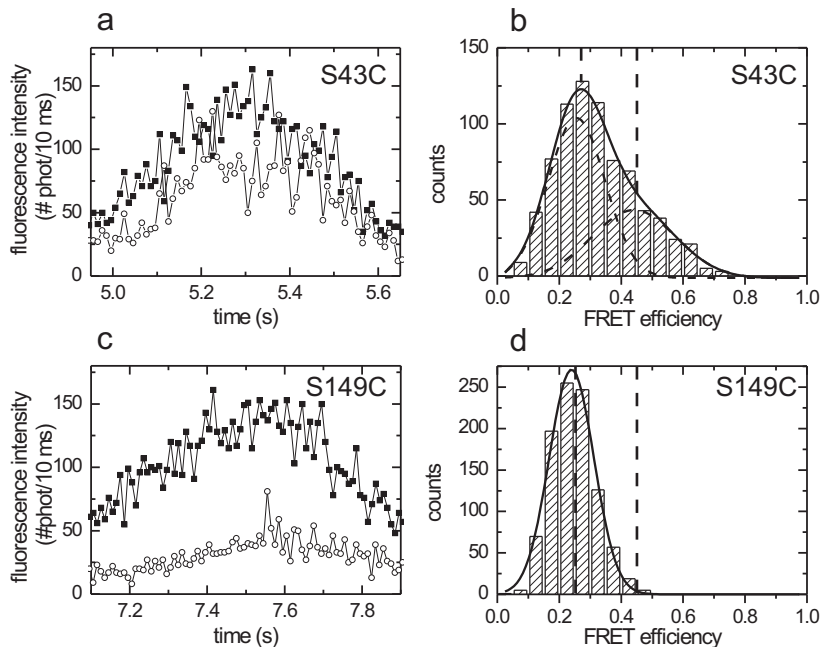 a
S43C
fluorescence intensity
(# phot/10 ms)
150
100
50
0
5.0
5.2
5.4
5.6
time (s)
b
S43C
counts
150
100
50
0
0.0
0.2
0.4
0.6
0.8
1.0
FRET efficiency
c
S149C
fluorescence intensity
(#phot/10 ms)
150
100
50
0
7.2
7.4
7.6
7.8
time (s)
d
S149C
counts
250
200
150
100
50
0
0.0
0.2
0.4
0.6
0.8
1.0
FRET efficiency